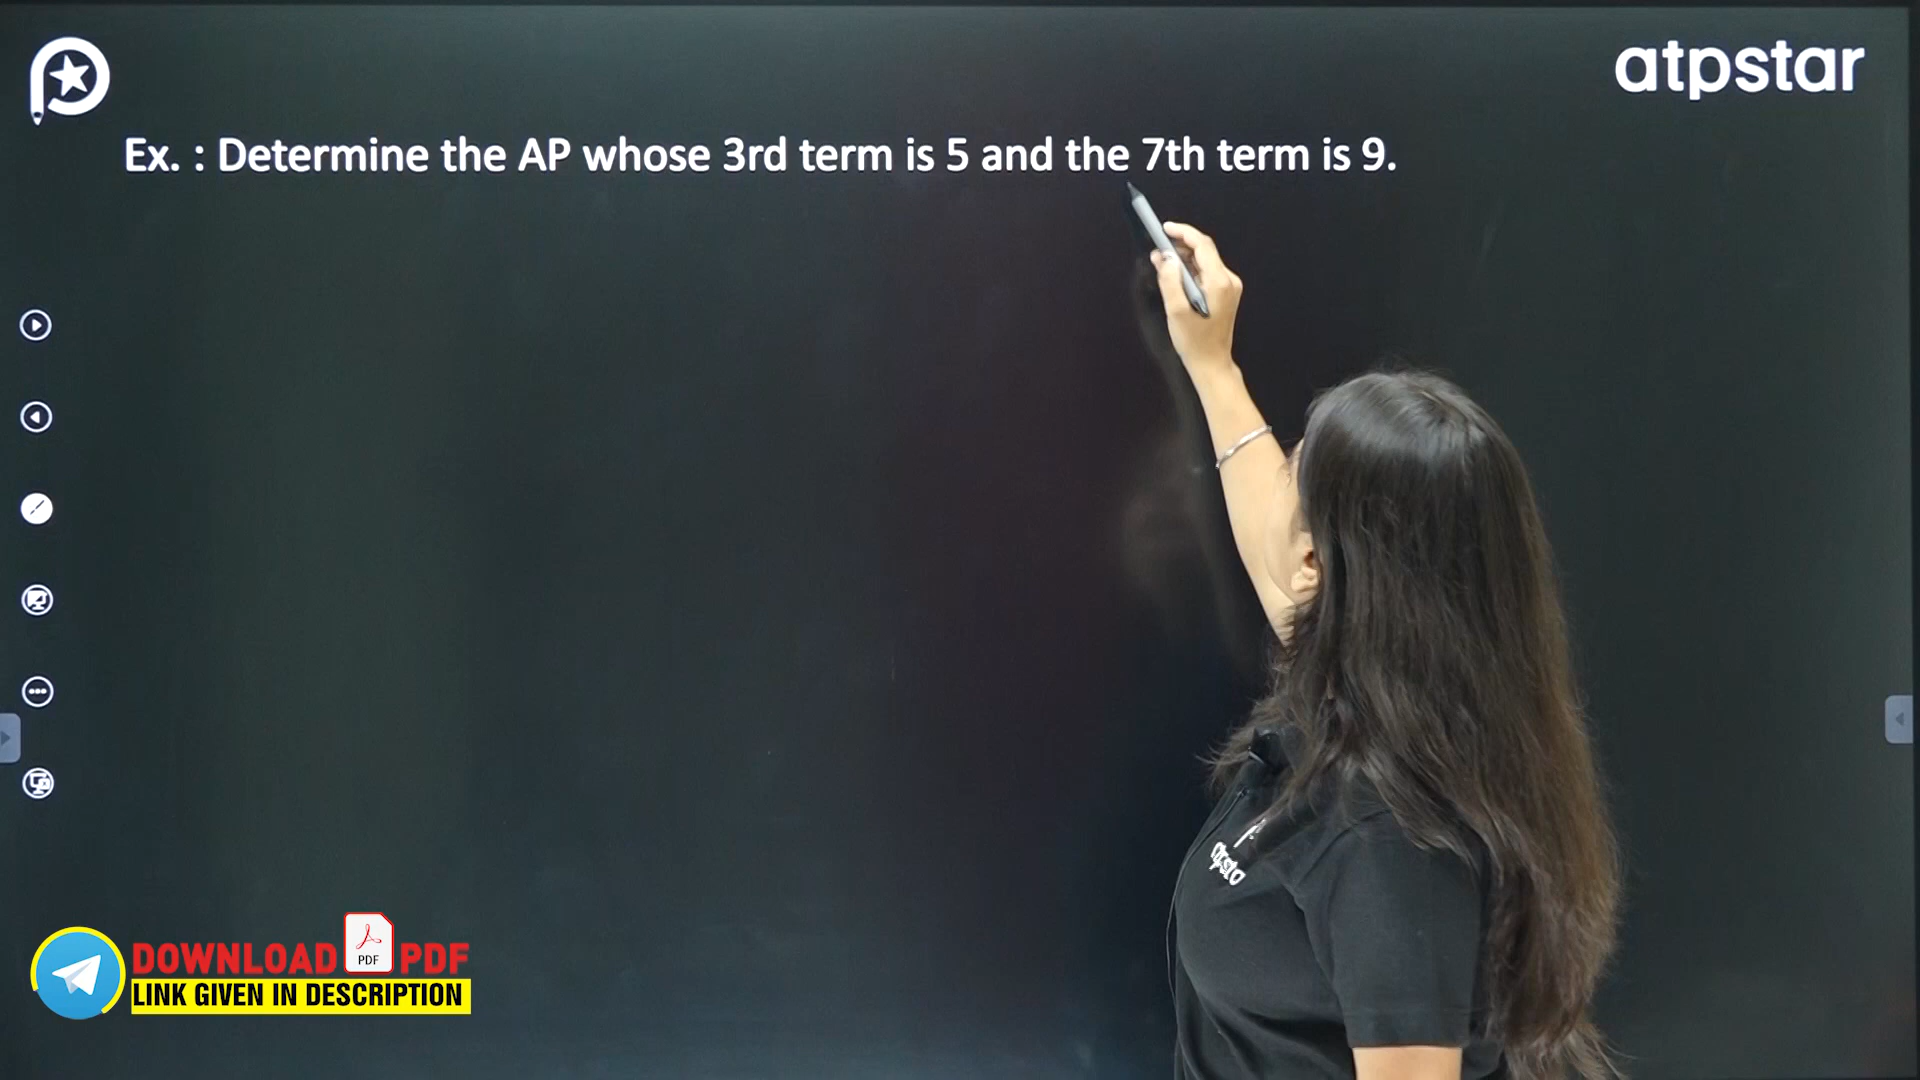 atpstar
Ex. : Determine the AP whose 3rd term is 5 and the 7th term is 9.
DOWNLOAD PDF PDF
LINK GIVEN IN DESCRIPTION